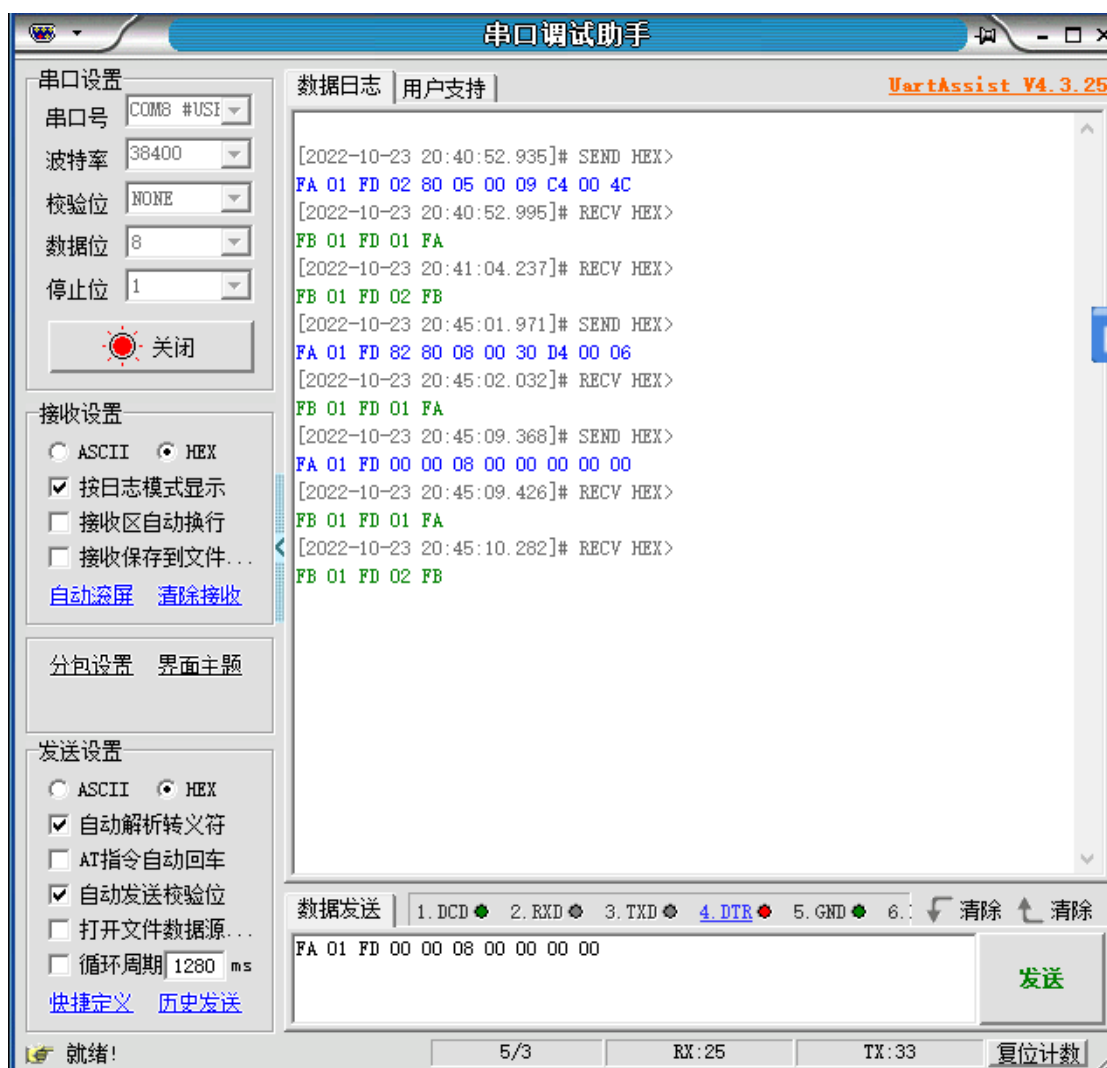 串口调试助手
串口设置
串口号 COM8 #USI
波特率 38400
校验位 NONE
数据位 8
停止位 1
关闭
接收设置
ASCII HEX
按日志模式显示
接收区自动换行
接收保存到文件...
自动滚屏 清除接收
分包设置 界面主题
发送设置
ASCII HEX
自动解析转义符
AT指令自动回车
自动发送校验位
打开文件数据源...
循环周期 1280 ms
快捷定义 历史发送
数据日志 用户支持 UartAssist V4.3.25
[2022-10-23 20:40:52.935]# SEND HEX>
FA 01 FD 02 80 05 00 09 C4 00 4C
[2022-10-23 20:40:52.995]# RECV HEX>
FB 01 FD 01 FA
[2022-10-23 20:41:04.237]# RECV HEX>
FB 01 FD 02 FB
[2022-10-23 20:45:01.971]# SEND HEX>
FA 01 FD 82 80 08 00 30 D4 00 06
[2022-10-23 20:45:02.032]# RECV HEX>
FB 01 FD 01 FA
[2022-10-23 20:45:09.368]# SEND HEX>
FA 01 FD 00 00 08 00 00 00 00 00
[2022-10-23 20:45:09.426]# RECV HEX>
FB 01 FD 01 FA
[2022-10-23 20:45:10.282]# RECV HEX>
FB 01 FD 02 FB
数据发送 1.DCD 2.RXD 3.TXD 4.DTR 5.GND 6. 清除 清除
FA 01 FD 00 00 08 00 00 00 00
发送
就绪! 5/3 RX:25 TX:33 复位计数